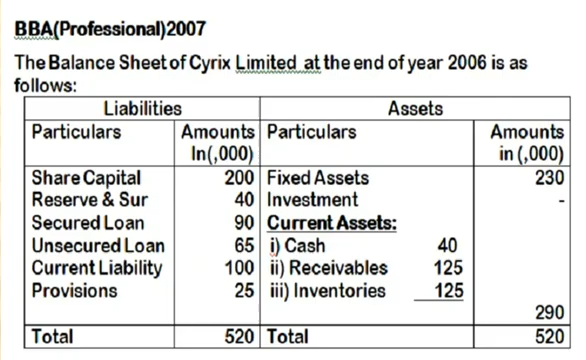 BBA(Professional)2007
The Balance Sheet of Cyrix Limited at the end of year 2006 is as
follows:
Liabilities Assets
Particulars Amounts Particulars Amounts
In(,000) in (,000)
Share Capital 200 Fixed Assets 230
Reserve & Sur 40 Investment -
Secured Loan 90 Current Assets:
Unsecured Loan 65 i) Cash 40
Current Liability 100 ii) Receivables 125
Provisions 25 iii) Inventories 125
290
Total 520 Total 520